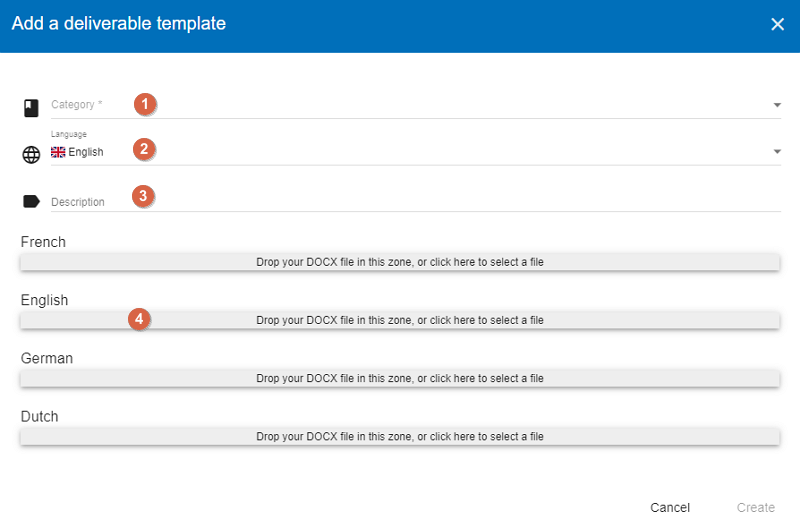 Add a deliverable template
Category * 1
Language
English 2
Description 3
French
Drop your DOCX file in this zone, or click here to select a file
English
4 Drop your DOCX file in this zone, or click here to select a file
German
Drop your DOCX file in this zone, or click here to select a file
Dutch
Drop your DOCX file in this zone, or click here to select a file
Cancel Create